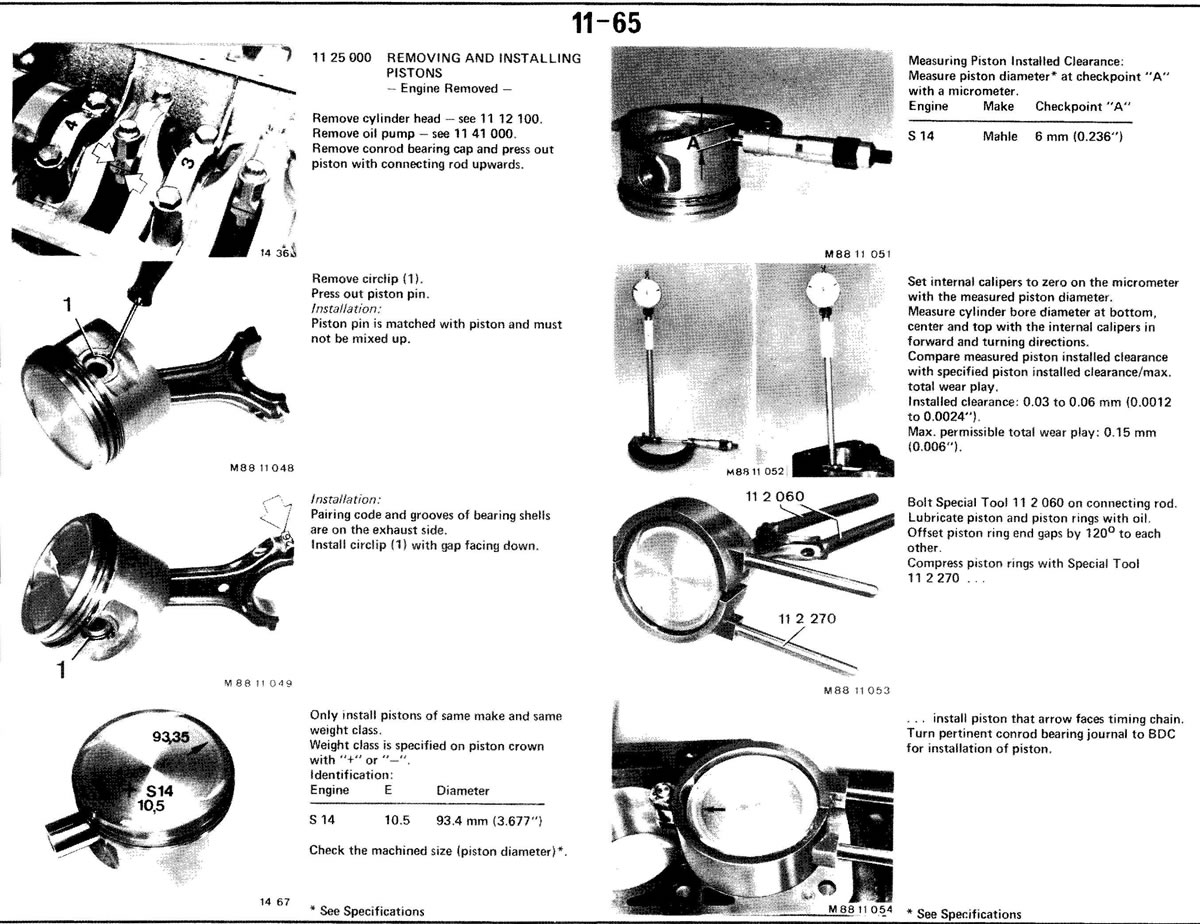 11-65
4
3
14 36
11 25 000 REMOVING AND INSTALLING
PISTONS
— Engine Removed —
Remove cylinder head — see 11 12 100.
Remove oil pump — see 11 41 000.
Remove conrod bearing cap and press out
piston with connecting rod upwards.
1
M88 11 048
Remove circlip (1).
Press out piston pin.
Installation:
Piston pin is matched with piston and must
not be mixed up.
1
M88 11 049
Installation:
Pairing code and grooves of bearing shells
are on the exhaust side.
Install circlip (1) with gap facing down.
93,35
+ S14
10,5
14 67
Only install pistons of same make and same
weight class.
Weight class is specified on piston crown
with "+" or "—".
Identification:
Engine E Diameter
S 14 10.5 93.4 mm (3.677")
Check the machined size (piston diameter)*.
* See Specifications
A
M88 11 051
Measuring Piston Installed Clearance:
Measure piston diameter* at checkpoint "A"
with a micrometer.
Engine Make Checkpoint "A"
S 14 Mahle 6 mm (0.236")
M88 11 052
Set internal calipers to zero on the micrometer
with the measured piston diameter.
Measure cylinder bore diameter at bottom,
center and top with the internal calipers in
forward and turning directions.
Compare measured piston installed clearance
with specified piston installed clearance/max.
total wear play.
Installed clearance: 0.03 to 0.06 mm (0.0012
to 0.0024").
Max. permissible total wear play: 0.15 mm
(0.006").
11 2 060
11 2 270
M88 11 053
Bolt Special Tool 11 2 060 on connecting rod.
Lubricate piston and piston rings with oil.
Offset piston ring end gaps by 120° to each
other.
Compress piston rings with Special Tool
11 2 270 . . .
M88 11 054
. . . install piston that arrow faces timing chain.
Turn pertinent conrod bearing journal to BDC
for installation of piston.
* See Specifications